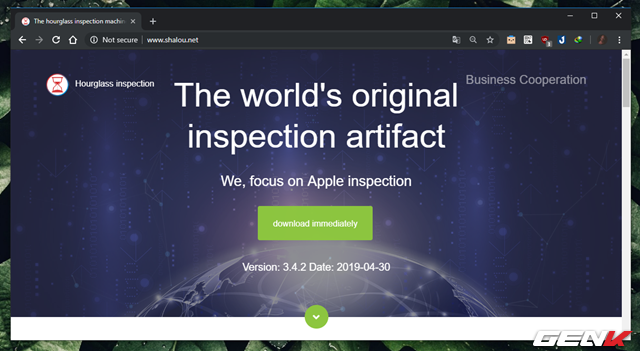 The hourglass inspection machin
Not secure | www.shalou.net
3
Hourglass inspection
Business Cooperation
The world's original
inspection artifact
We, focus on Apple inspection
download immediately
Version: 3.4.2 Date: 2019-04-30
GENK